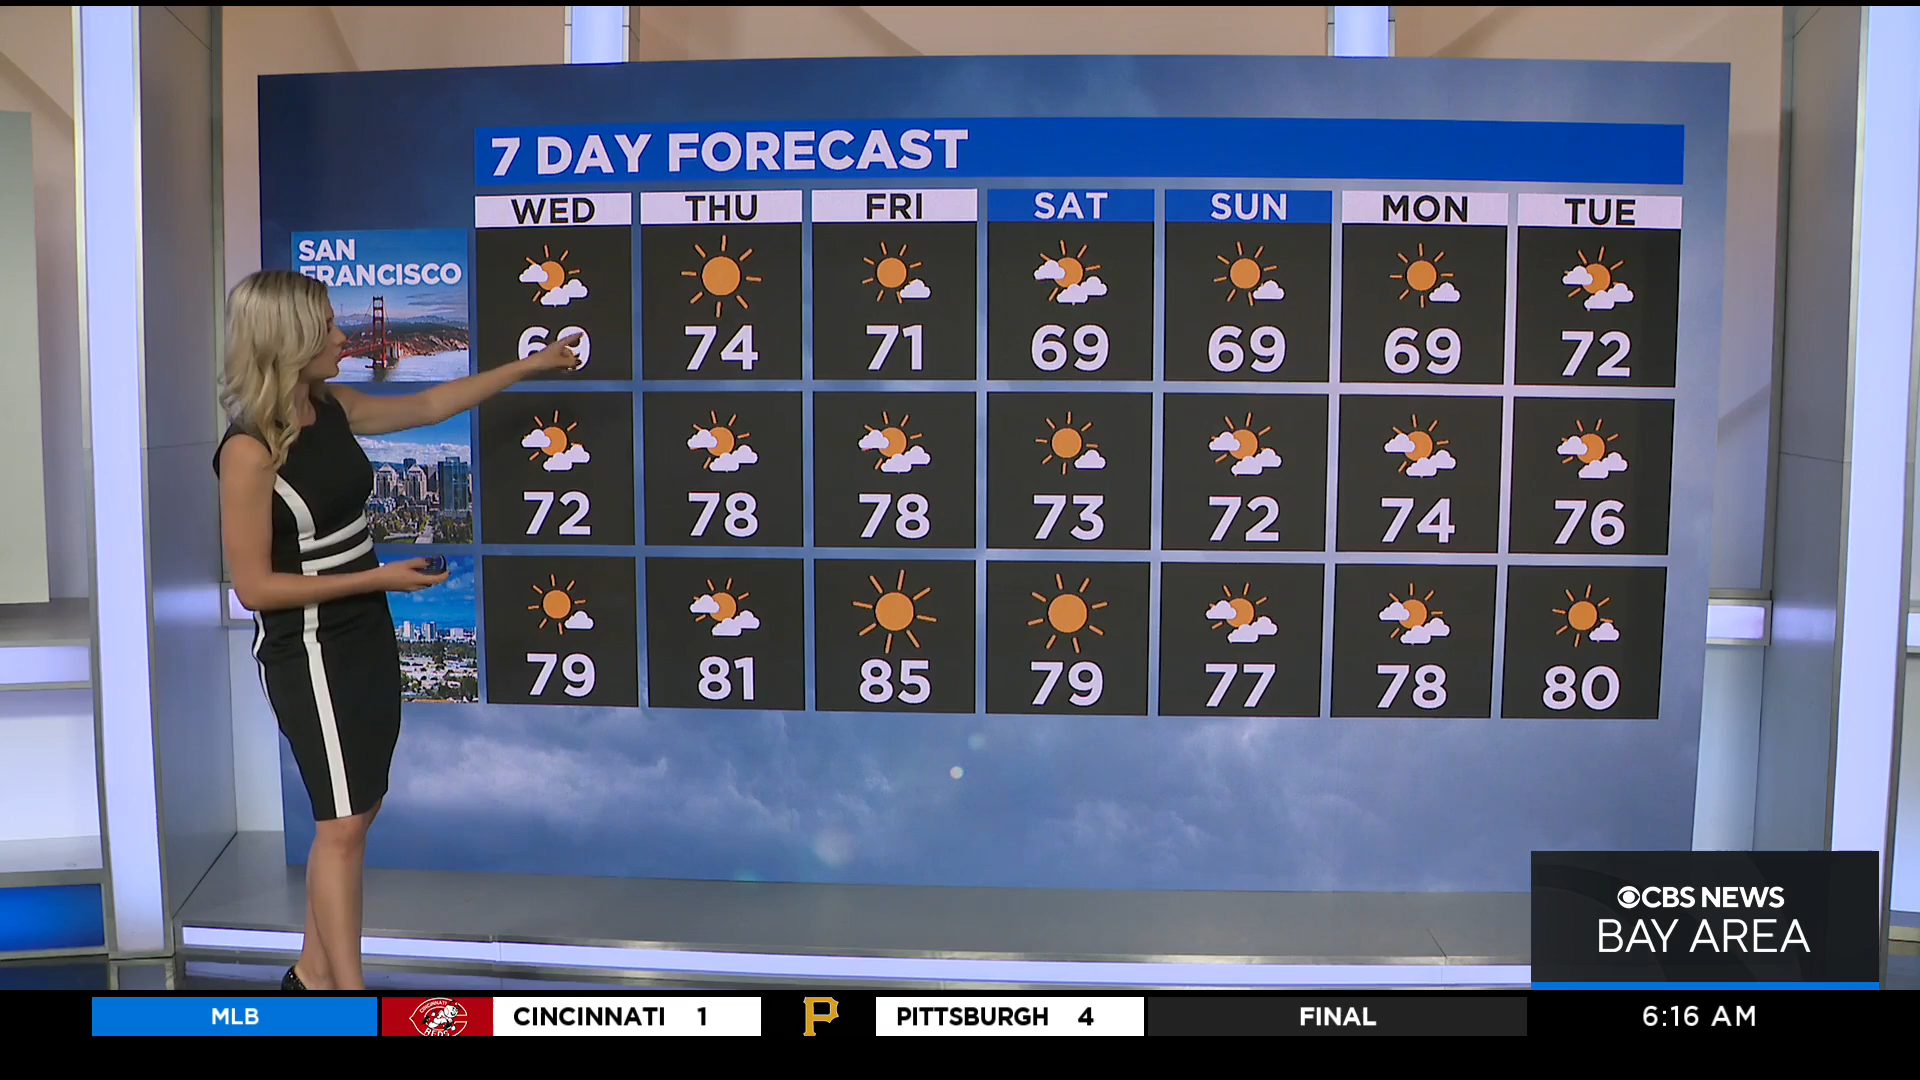 7 DAY FORECAST
WED THU FRI SAT SUN MON TUE
SAN
FRANCISCO
69 74 71 69 69 69 72
72 78 78 73 72 74 76
79 81 85 79 77 78 80
CBS NEWS
BAY AREA
MLB CINCINNATI 1 P PITTSBURGH 4 FINAL 6:16 AM